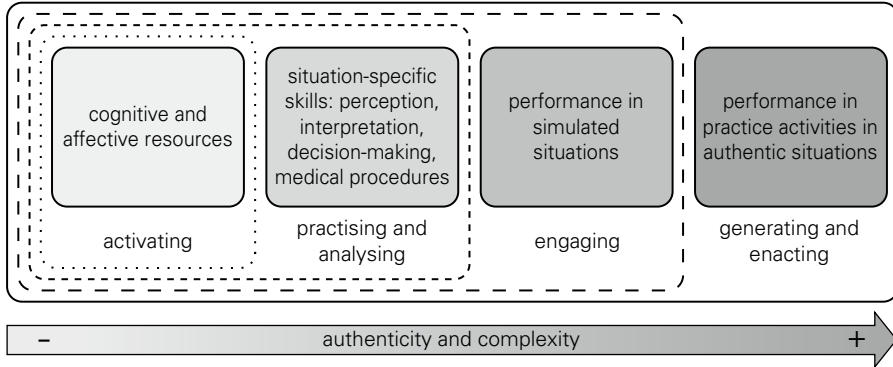 cognitive and
affective resources
situation-specific
skills: perception,
interpretation,
decision-making,
medical procedures
performance in
simulated
situations
performance in
practice activities in
authentic situations
activating
practising and
analysing
engaging
generating and
enacting
– authenticity and complexity +